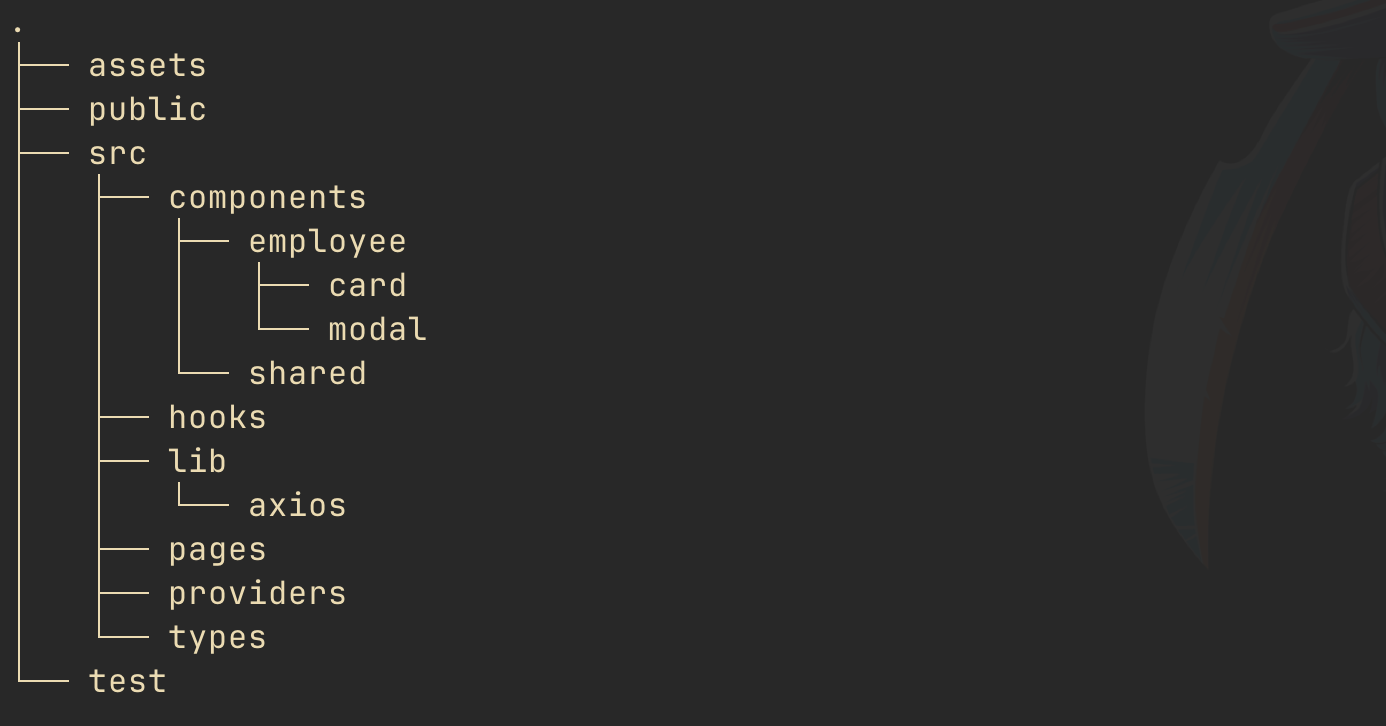 .
├── assets
├── public
├── src
│   ├── components
│   │   ├── employee
│   │   │   ├── card
│   │   │   └── modal
│   │   └── shared
│   ├── hooks
│   ├── lib
│   │   └── axios
│   ├── pages
│   ├── providers
│   └── types
└── test